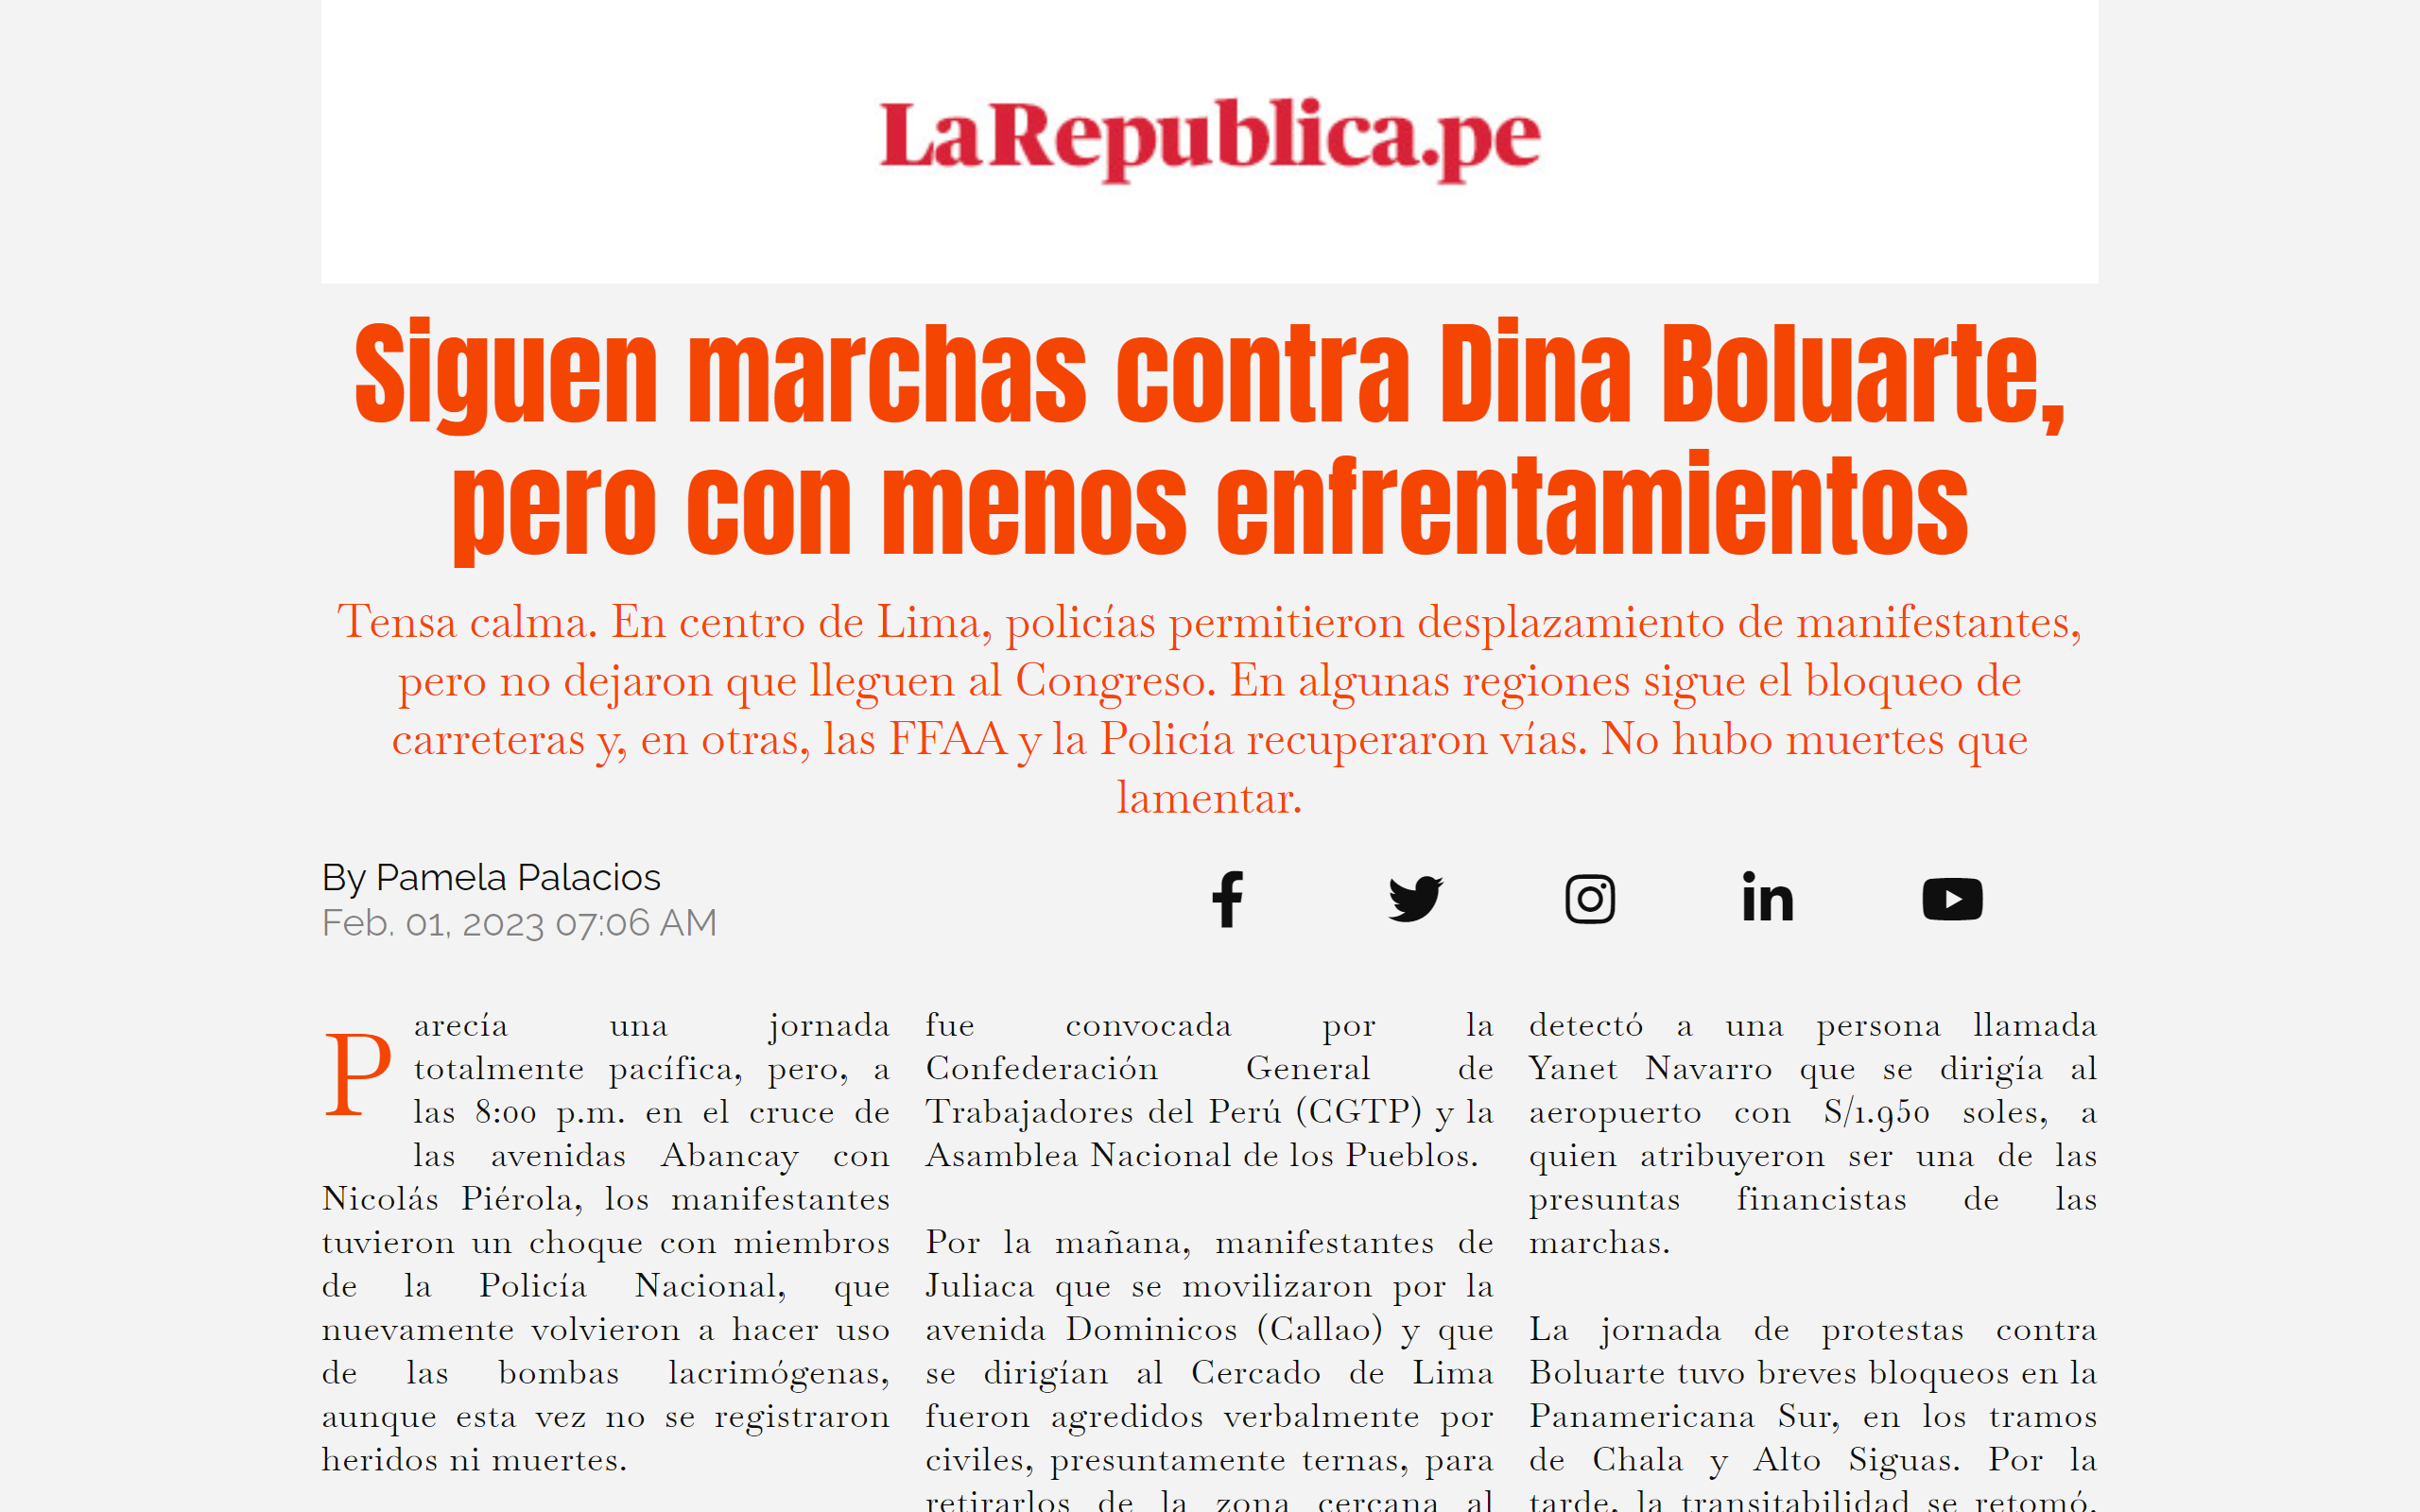 LaRepublica.pe
Siguen marchas contra Dina Boluarte,
pero con menos enfrentamientos
Tensa calma. En centro de Lima, policías permitieron desplazamiento de manifestantes,
pero no dejaron que lleguen al Congreso. En algunas regiones sigue el bloqueo de
carreteras y, en otras, las FFAA y la Policía recuperaron vías. No hubo muertes que
lamentar.
By Pamela Palacios
Feb. 01, 2023 07:06 AM
Parecía una jornada
totalmente pacífica, pero, a
las 8:00 p.m. en el cruce de
las avenidas Abancay con
Nicolás Piérola, los manifestantes
tuvieron un choque con miembros
de la Policía Nacional, que
nuevamente volvieron a hacer uso
de las bombas lacrimógenas,
aunque esta vez no se registraron
heridos ni muertes.
fue convocada por la
Confederación General de
Trabajadores del Perú (CGTP) y la
Asamblea Nacional de los Pueblos.
Por la mañana, manifestantes de
Juliaca que se movilizaron por la
avenida Dominicos (Callao) y que
se dirigían al Cercado de Lima
fueron agredidos verbalmente por
civiles, presuntamente ternas, para
retirarlos de la zona cercana al
detectó a una persona llamada
Yanet Navarro que se dirigía al
aeropuerto con S/1.950 soles, a
quien atribuyeron ser una de las
presuntas financistas de las
marchas.
La jornada de protestas contra
Boluarte tuvo breves bloqueos en la
Panamericana Sur, en los tramos
de Chala y Alto Siguas. Por la
tarde, la transitabilidad se retomó.